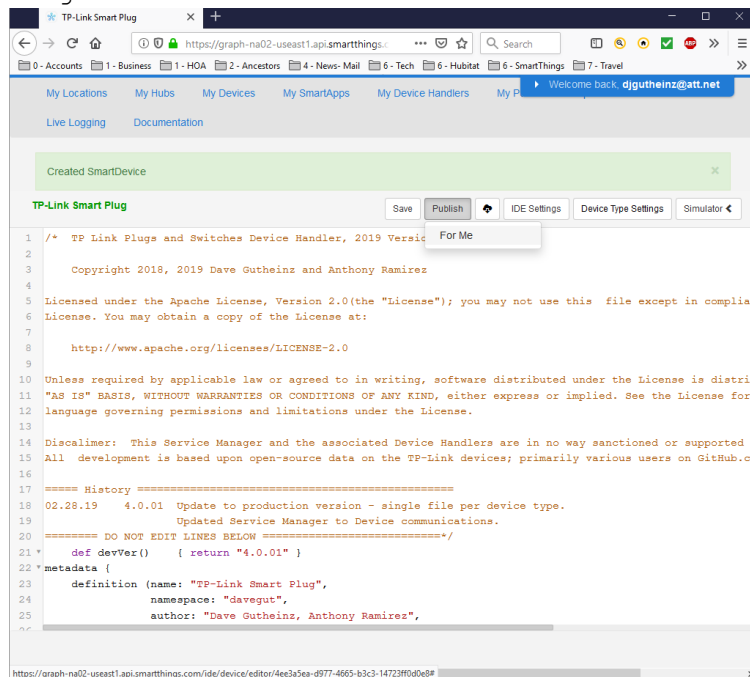 TP-Link Smart Plug
https://graph-na02-useast1.api.smartthings.c
Search
0 - Accounts 1 - Business 1 - HOA 2 - Ancestors 4 - News- Mail 6 - Tech 6 - Hubitat 6 - SmartThings 7 - Travel
My Locations My Hubs My Devices My SmartApps My Device Handlers My P Welcome back, djgutheinz@att.net
Live Logging Documentation
Created SmartDevice
TP-Link Smart Plug Save Publish IDE Settings Device Type Settings Simulator
For Me
1 /* TP Link Plugs and Switches Device Handler, 2019 Versio
2
3 Copyright 2018, 2019 Dave Gutheinz and Anthony Ramirez
4
5 Licensed under the Apache License, Version 2.0(the "License"); you may not use this file except in complia
6 License. You may obtain a copy of the License at:
7
8 http://www.apache.org/licenses/LICENSE-2.0
9
10 Unless required by applicable law or agreed to in writing, software distributed under the License is distri
11 "AS IS" BASIS, WITHOUT WARRANTIES OR CONDITIONS OF ANY KIND, either express or implied. See the License for
12 language governing permissions and limitations under the License.
13
14 Discalimer: This Service Manager and the associated Device Handlers are in no way sanctioned or supported
15 All development is based upon open-source data on the TP-Link devices; primarily various users on GitHub.c
16
17 ===== History ================================================
18 02.28.19 4.0.01 Update to production version - single file per device type.
19 Updated Service Manager to Device communications.
20 ======== DO NOT EDIT LINES BELOW ===========================*/
21 def devVer() { return "4.0.01" }
22 metadata {
23 definition (name: "TP-Link Smart Plug",
24 namespace: "davegut",
25 author: "Dave Gutheinz, Anthony Ramirez",
https://graph-na02-useast1.api.smartthings.com/ide/device/editor/4ee3a5ea-d977-4665-b3c3-14723ff0d0e8#